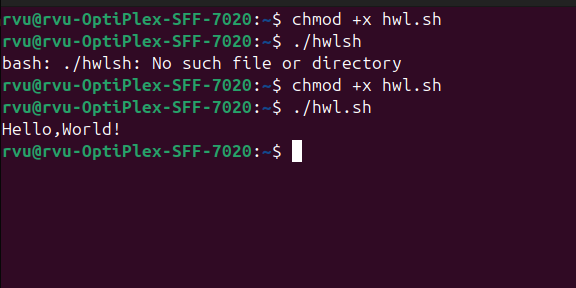 rvu@rvu-OptiPlex-SFF-7020:~$ chmod +x hwl.sh
rvu@rvu-OptiPlex-SFF-7020:~$ ./hwlsh
bash: ./hwlsh: No such file or directory
rvu@rvu-OptiPlex-SFF-7020:~$ chmod +x hwl.sh
rvu@rvu-OptiPlex-SFF-7020:~$ ./hwl.sh
Hello,World!
rvu@rvu-OptiPlex-SFF-7020:~$